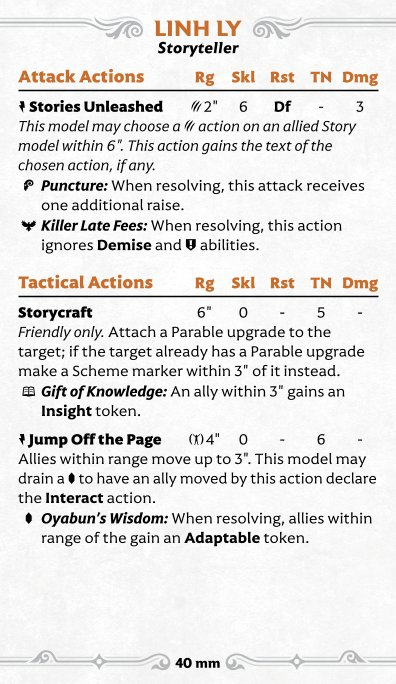 LINH LY
Storyteller
Attack Actions Rg Skl Rst TN Dmg
Stories Unleashed 2" 6 Df - 3
This model may choose a action on an allied Story
model within 6". This action gains the text of the
chosen action, if any.
Puncture: When resolving, this attack receives
one additional raise.
Killer Late Fees: When resolving, this action
ignores Demise and abilities.
Tactical Actions Rg Skl Rst TN Dmg
Storycraft 6" 0 - 5 -
Friendly only. Attach a Parable upgrade to the
target; if the target already has a Parable upgrade
make a Scheme marker within 3" of it instead.
Gift of Knowledge: An ally within 3" gains an
Insight token.
Jump Off the Page 4" 0 - 6 -
Allies within range move up to 3". This model may
drain a to have an ally moved by this action declare
the Interact action.
Oyabun's Wisdom: When resolving, allies within
range of the gain an Adaptable token.
40 mm